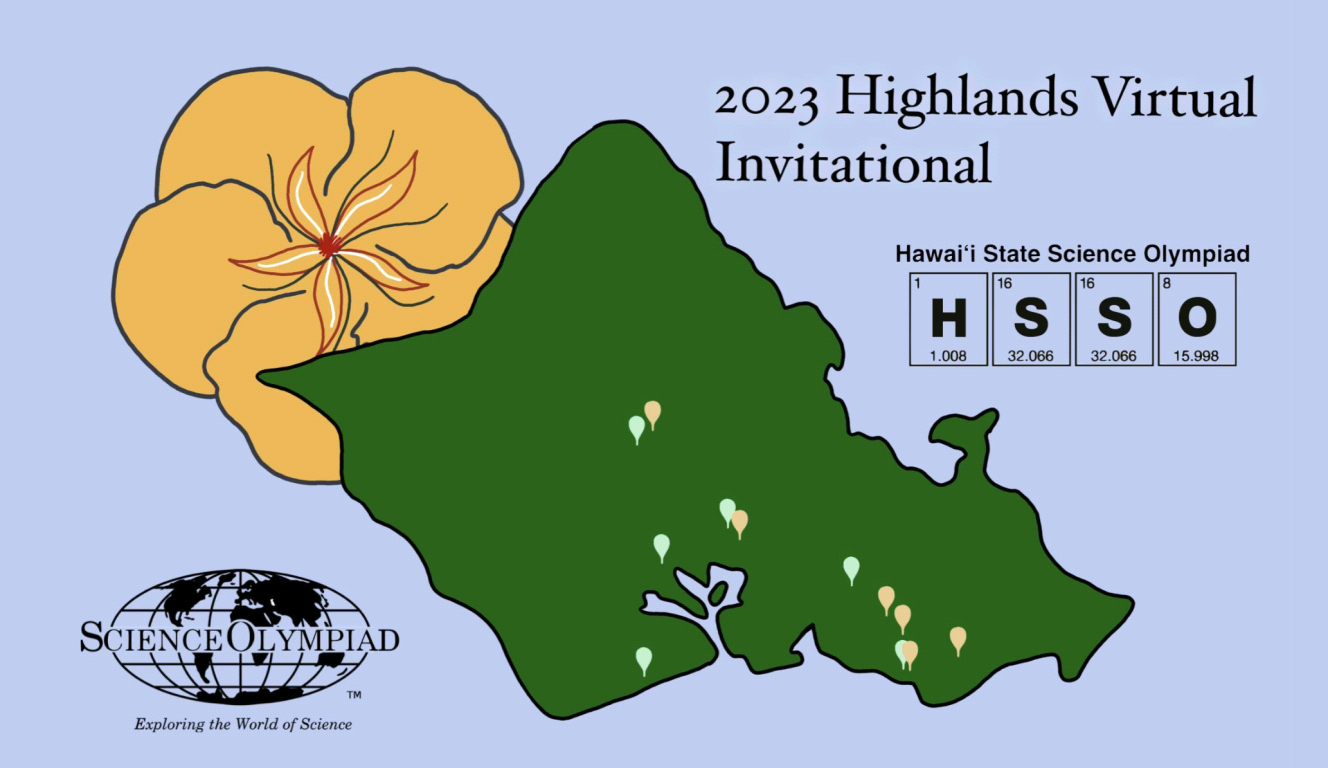 2023 Highlands Virtual
Invitational
Hawaiʻi State Science Olympiad
1 16 16 8
H S S O
1.008 32.066 32.066 15.998
SCIENCE OLYMPIAD
TM
Exploring the World of Science